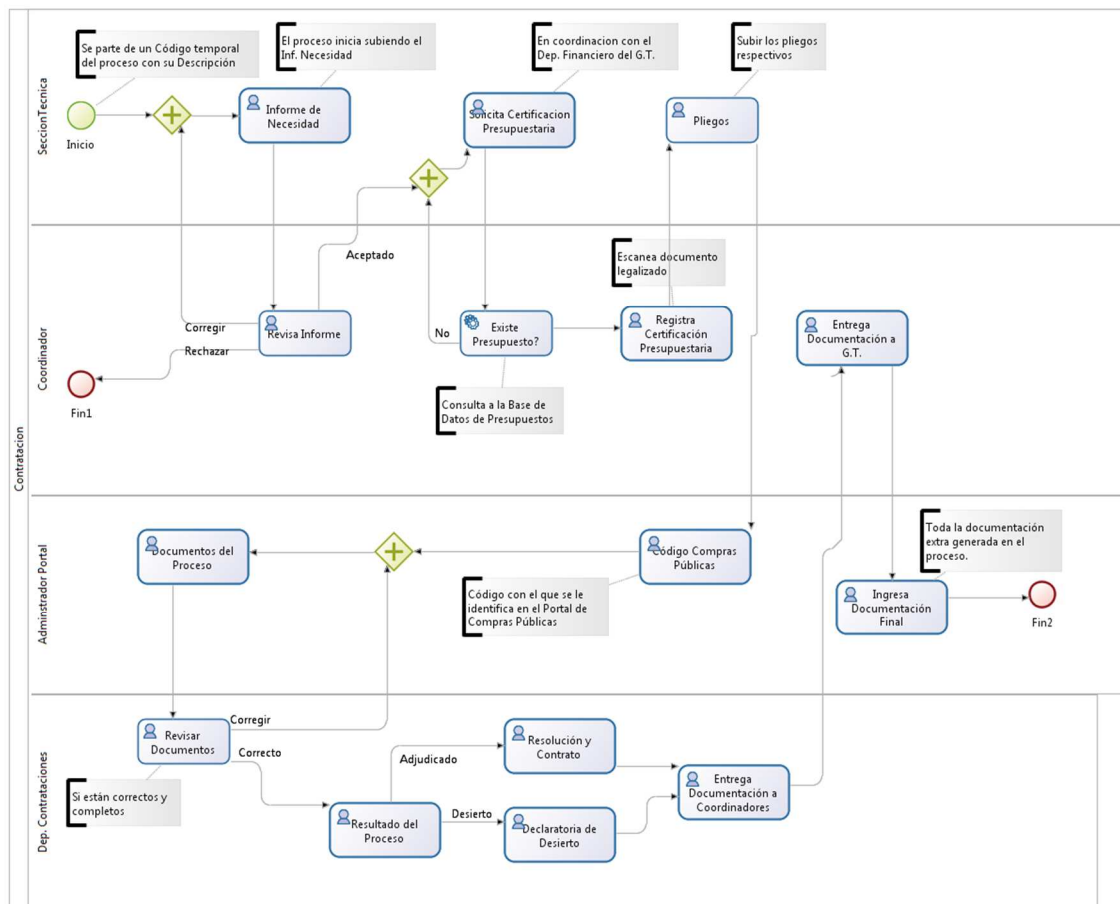 Contratacion
SeccionTecnica
Se parte de un Código temporal
del proceso con su Descripción
El proceso inicia subiendo el
Inf. Necesidad
En coordinacion con el
Dep. Financiero del G.T.
Subir los pliegos
respectivos
Inicio
Informe de
Necesidad
Solicita Certificacion
Presupuestaria
Pliegos
Coordinador
Aceptado
Escanea documento
legalizado
Corregir
Rechazar
Revisa Informe
No
Existe
Presupuesto?
Registra
Certificación
Presupuestaria
Entrega
Documentación a
G.T.
Fin1
Consulta a la Base de
Datos de Presupuestos
Adminstrador Portal
Documentos del
Proceso
Código Compras
Públicas
Código con el que se le
identifica en el Portal de
Compras Públicas
Toda la documentación
extra generada en el
proceso.
Ingresa
Documentación
Final
Fin2
Dep. Contrataciones
Revisar
Documentos
Corregir
Correcto
Si están correctos y
completos
Resultado del
Proceso
Adjudicado
Desierto
Resolución y
Contrato
Declaratoria de
Desierto
Entrega
Documentación a
Coordinadores